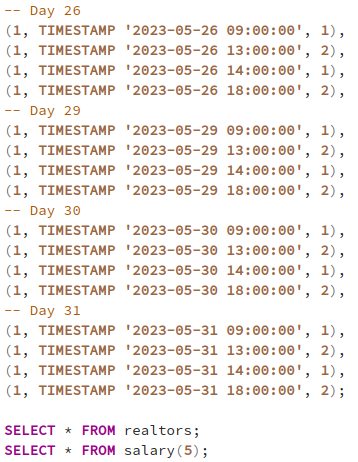 -- Day 26
(1, TIMESTAMP '2023-05-26 09:00:00', 1),
(1, TIMESTAMP '2023-05-26 13:00:00', 2),
(1, TIMESTAMP '2023-05-26 14:00:00', 1),
(1, TIMESTAMP '2023-05-26 18:00:00', 2),
-- Day 29
(1, TIMESTAMP '2023-05-29 09:00:00', 1),
(1, TIMESTAMP '2023-05-29 13:00:00', 2),
(1, TIMESTAMP '2023-05-29 14:00:00', 1),
(1, TIMESTAMP '2023-05-29 18:00:00', 2),
-- Day 30
(1, TIMESTAMP '2023-05-30 09:00:00', 1),
(1, TIMESTAMP '2023-05-30 13:00:00', 2),
(1, TIMESTAMP '2023-05-30 14:00:00', 1),
(1, TIMESTAMP '2023-05-30 18:00:00', 2),
-- Day 31
(1, TIMESTAMP '2023-05-31 09:00:00', 1),
(1, TIMESTAMP '2023-05-31 13:00:00', 2),
(1, TIMESTAMP '2023-05-31 14:00:00', 1),
(1, TIMESTAMP '2023-05-31 18:00:00', 2);
SELECT * FROM realtors;
SELECT * FROM salary(5);